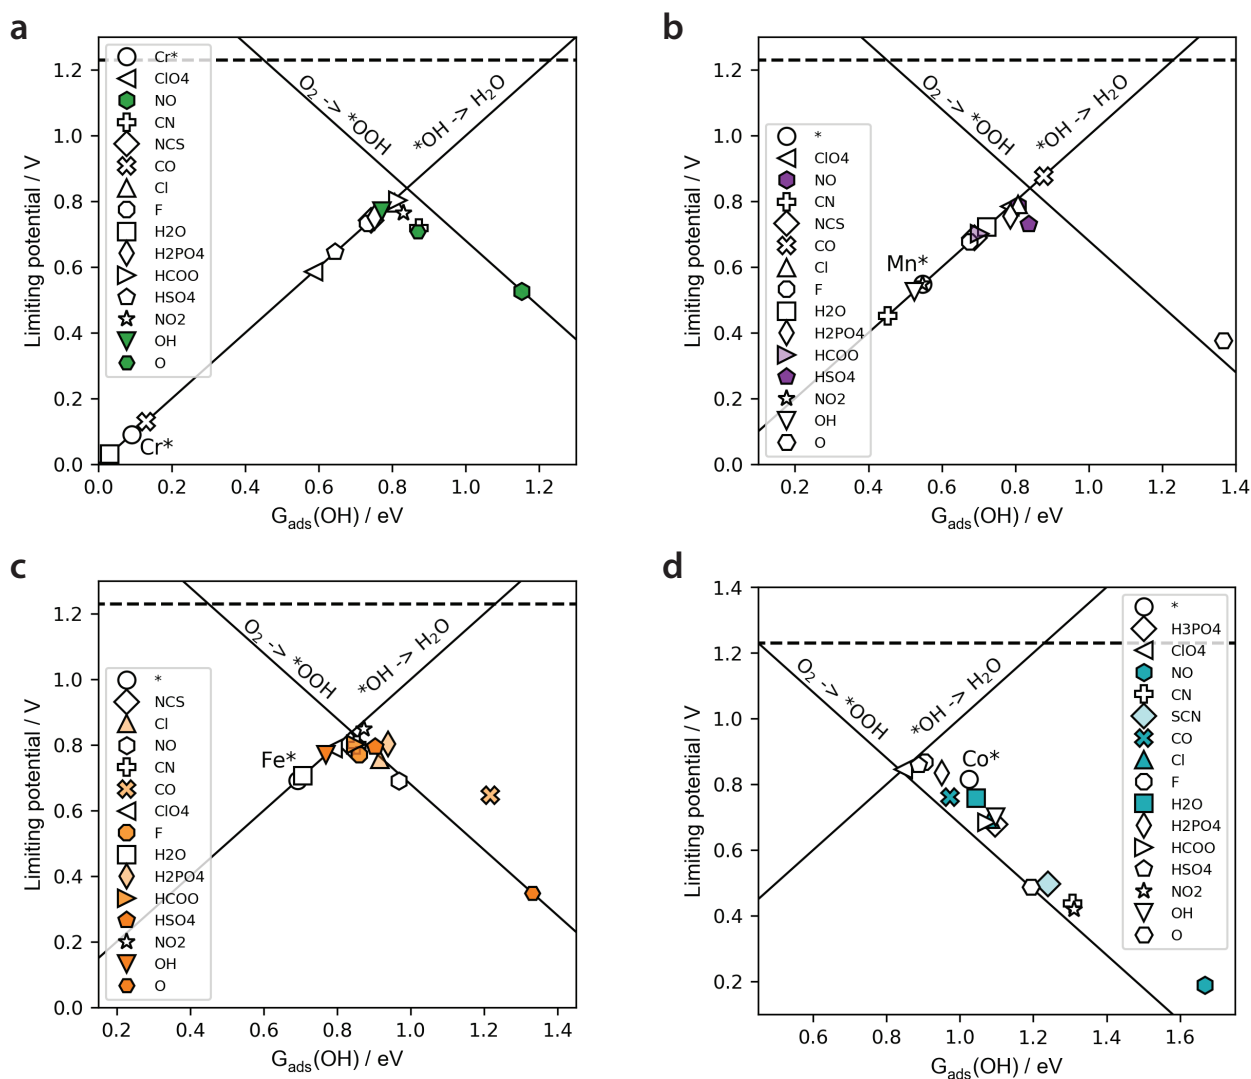 a
Limiting potential / V
1.2
1.0
0.8
0.6
0.4
0.2
0.0
Cr*
ClO4
NO
CN
NCS
CO
Cl
F
H2O
H2PO4
HCOO
HSO4
NO2
OH
O
O₂ -> *OOH
*OH -> H₂O
Cr*
0.0 0.2 0.4 0.6 0.8 1.0 1.2
Gads(OH) / eV
b
Limiting potential / V
1.2
1.0
0.8
0.6
0.4
0.2
0.0
*
ClO4
NO
CN
NCS
CO
Cl
F
H2O
H2PO4
HCOO
HSO4
NO2
OH
O
O₂ -> *OOH
*OH -> H₂O
Mn*
0.2 0.4 0.6 0.8 1.0 1.2 1.4
Gads(OH) / eV
c
Limiting potential / V
1.2
1.0
0.8
0.6
0.4
0.2
0.0
*
NCS
Cl
NO
CN
CO
ClO4
F
H2O
H2PO4
HCOO
HSO4
NO2
OH
O
O₂ -> *OOH
*OH -> H₂O
Fe*
0.2 0.4 0.6 0.8 1.0 1.2 1.4
Gads(OH) / eV
d
Limiting potential / V
1.4
1.2
1.0
0.8
0.6
0.4
0.2
O₂ -> *OOH
*OH -> H₂O
Co*
*
H3PO4
ClO4
NO
CN
SCN
CO
Cl
F
H2O
H2PO4
HCOO
HSO4
NO2
OH
O
0.6 0.8 1.0 1.2 1.4 1.6
Gads(OH) / eV